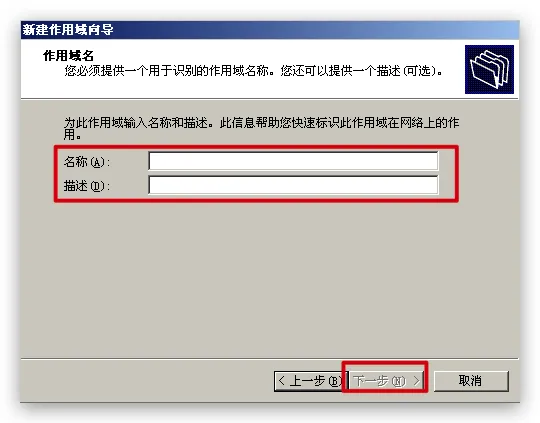 新建作用域向导
作用域名
您必须提供一个用于识别的作用域名称。您还可以提供一个描述(可选)。
为此作用域输入名称和描述。此信息帮助您快速标识此作用域在网络上的作
用。
名称(A):
描述(D):
< 上一步(B)
下一步(N) >
取消